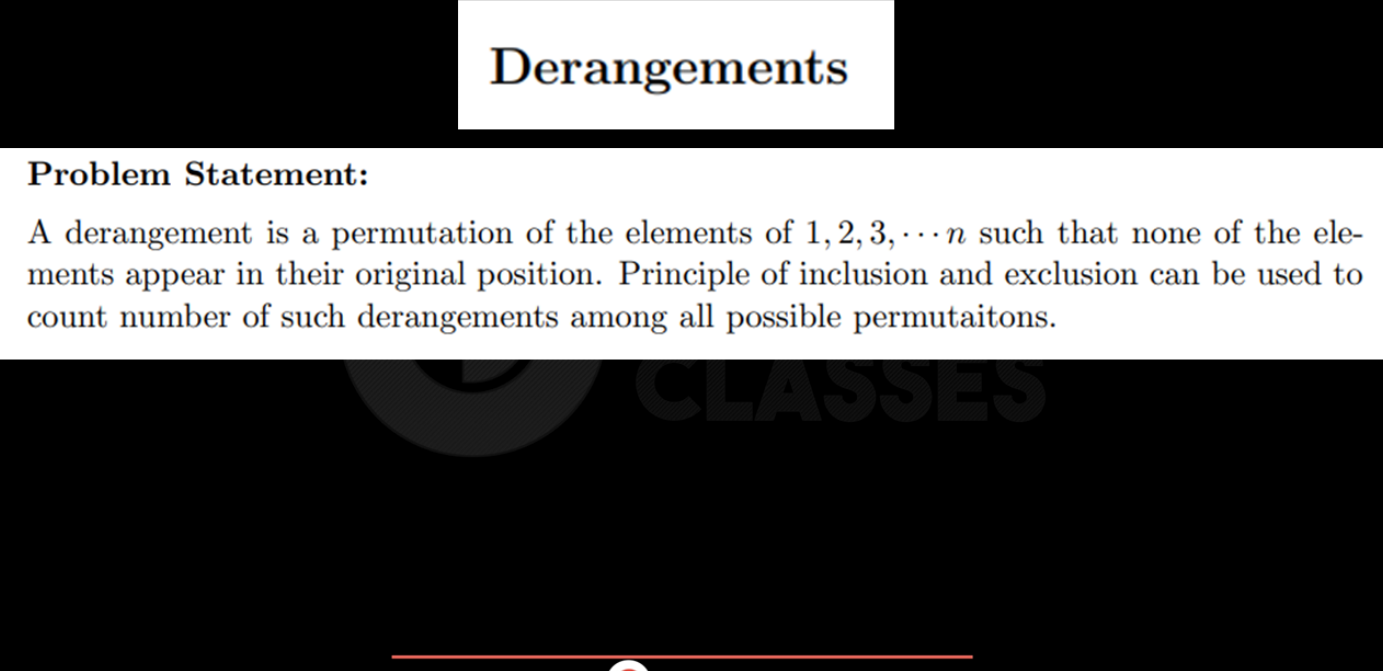 Derangements
Problem Statement:
A derangement is a permutation of the elements of 1, 2, 3, ··· n such that none of the ele-
ments appear in their original position. Principle of inclusion and exclusion can be used to
count number of such derangements among all possible permutaitons.
CLASSES